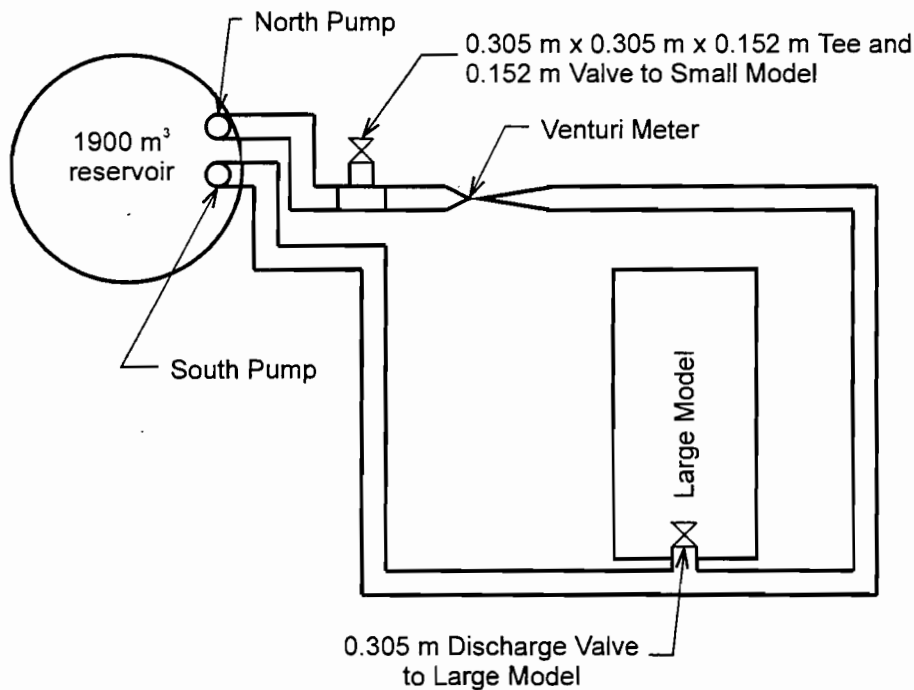 North Pump
0.305 m x 0.305 m x 0.152 m Tee and
0.152 m Valve to Small Model
Venturi Meter
1900 m³
reservoir
South Pump
Large Model
0.305 m Discharge Valve
to Large Model